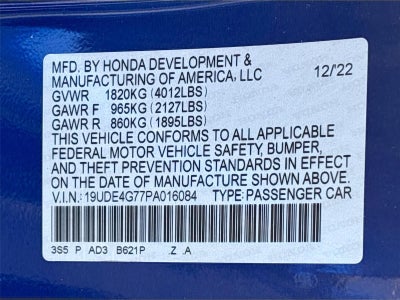 MFD. BY HONDA DEVELOPMENT &
MANUFACTURING OF AMERICA, LLC 12/'22
GVWR 1820KG (4012LBS)
GAWR F 965KG (2127LBS)
GAWR R 860KG (1895LBS)
THIS VEHICLE CONFORMS TO ALL APPLICABLE
FEDERAL MOTOR VEHICLE SAFETY, BUMPER,
AND THEFT PREVENTION STANDARDS IN EFFECT
ON THE DATE OF MANUFACTURE SHOWN ABOVE.
V.I.N.: 19UDE4G77PA016084 TYPE: PASSENGER CAR
3S5 P AD3 B621P .Z .A